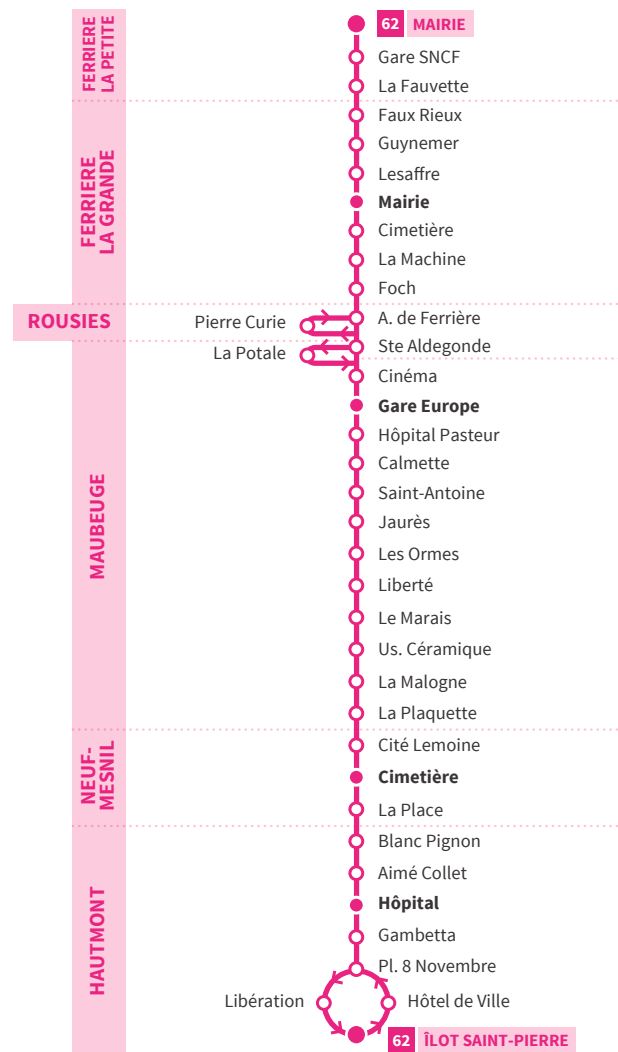 FERRIERE
LA PETITE
62 MAIRIE
Gare SNCF
La Fauvette
FERRIERE
LA GRANDE
Faux Rieux
Guynemer
Lesaffre
Mairie
Cimetière
La Machine
Foch
ROUSIES
Pierre Curie
A. de Ferrière
La Potale
Ste Aldegonde
MAUBEUGE
Cinéma
Gare Europe
Hôpital Pasteur
Calmette
Saint-Antoine
Jaurès
Les Ormes
Liberté
Le Marais
Us. Céramique
La Malogne
La Plaquette
NEUF-
MESNIL
Cité Lemoine
Cimetière
La Place
HAUTMONT
Blanc Pignon
Aimé Collet
Hôpital
Gambetta
Pl. 8 Novembre
Libération
Hôtel de Ville
62 ÎLOT SAINT-PIERRE